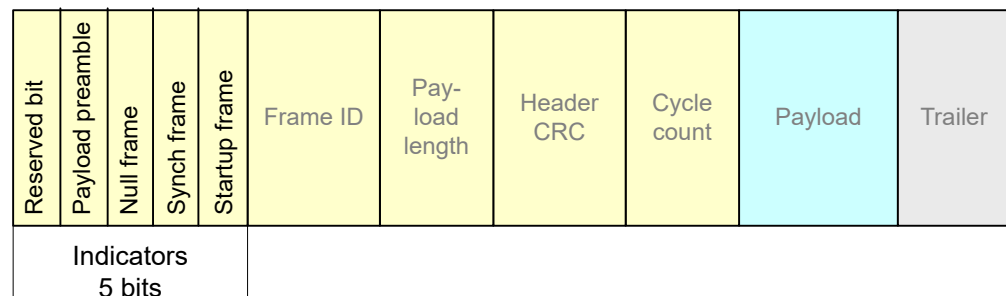 Reserved bit
Payload preamble
Null frame
Synch frame
Startup frame
Frame ID
Pay-
load
length
Header
CRC
Cycle
count
Payload
Trailer
Indicators
5 bits